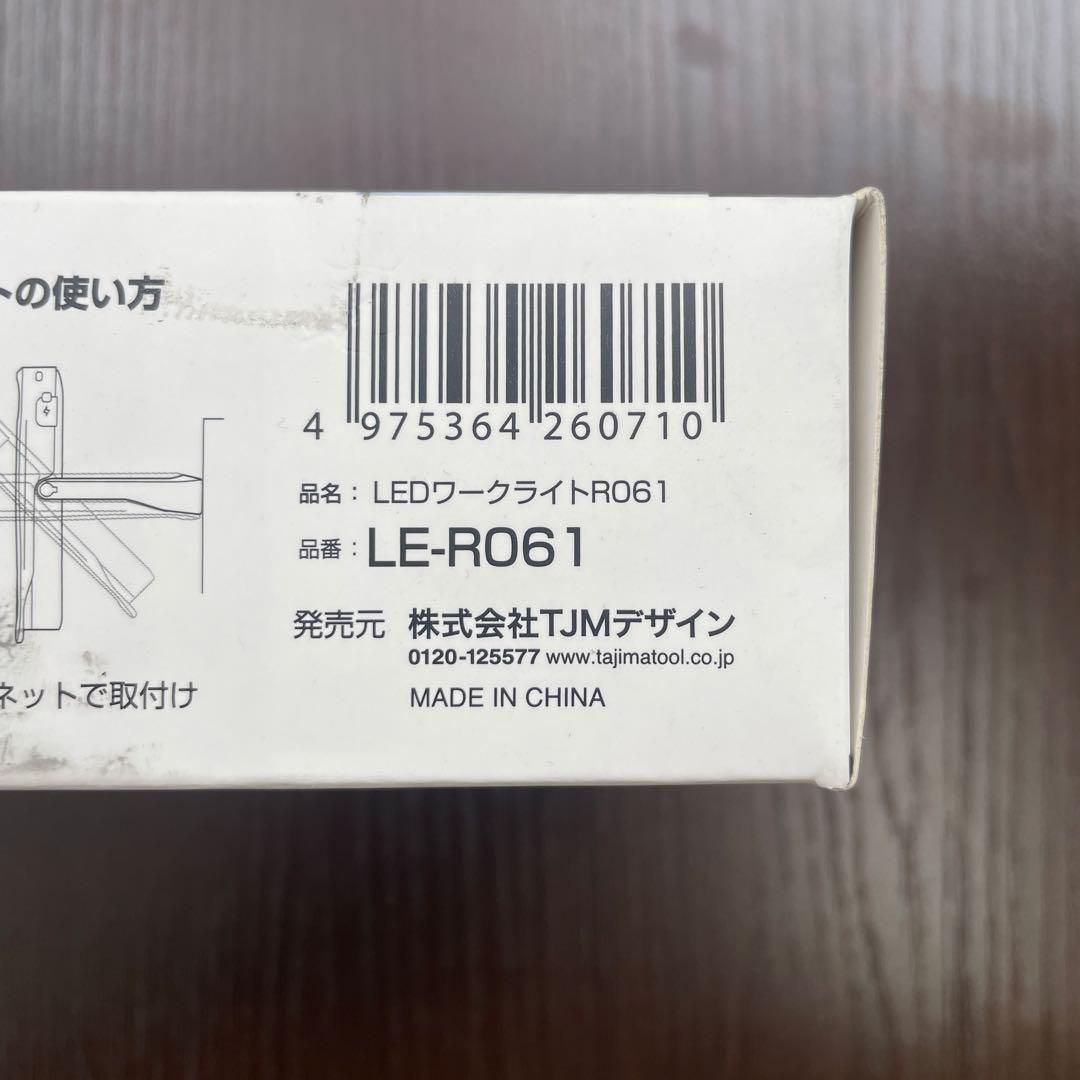 トの使い方
4 975364 260710
品名：LEDワークライトR061
品番：LE-R061
発売元 株式会社TJMデザイン
0120-125577 www.tajimatool.co.jp
ネットで取付け
MADE IN CHINA